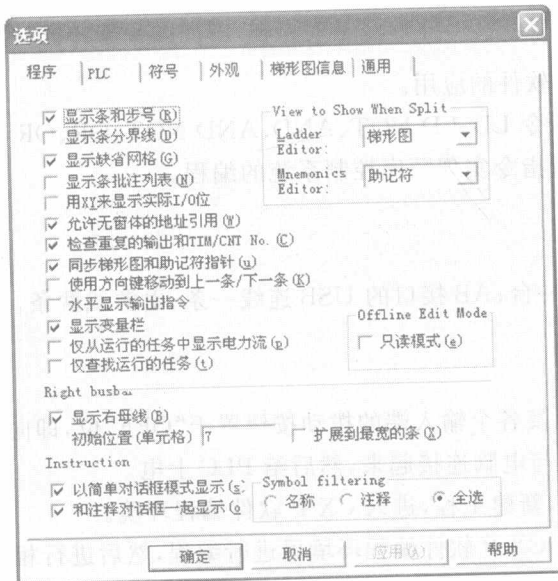 选项
程序 PLC 符号 外观 梯形图信息 通用
显示条和步号(R)
显示条分界线(D)
显示缺省网格(G)
显示条批注列表(N)
用XY来显示实际I/O位
允许无窗体的地址引用(W)
检查重复的输出和TIM/CNT No.(C)
同步梯形图和助记符指针(u)
使用方向键移动到上一条/下一条(K)
水平显示输出指令
显示变量栏
仅从运行的任务中显示电力流(p)
仅查找运行的任务(t)
View to Show When Split
Ladder Editor: 梯形图
Mnemonics Editor: 助记符
Offline Edit Mode
只读模式(e)
Right busba
显示右母线(B)
初始位置(单元格) 7 扩展到最宽的条(X)
Instruction
以简单对话框模式显示(s
和注释对话框一起显示(o
Symbol filtering
名称 注释 全选
确定 取消 应用(A) 帮助